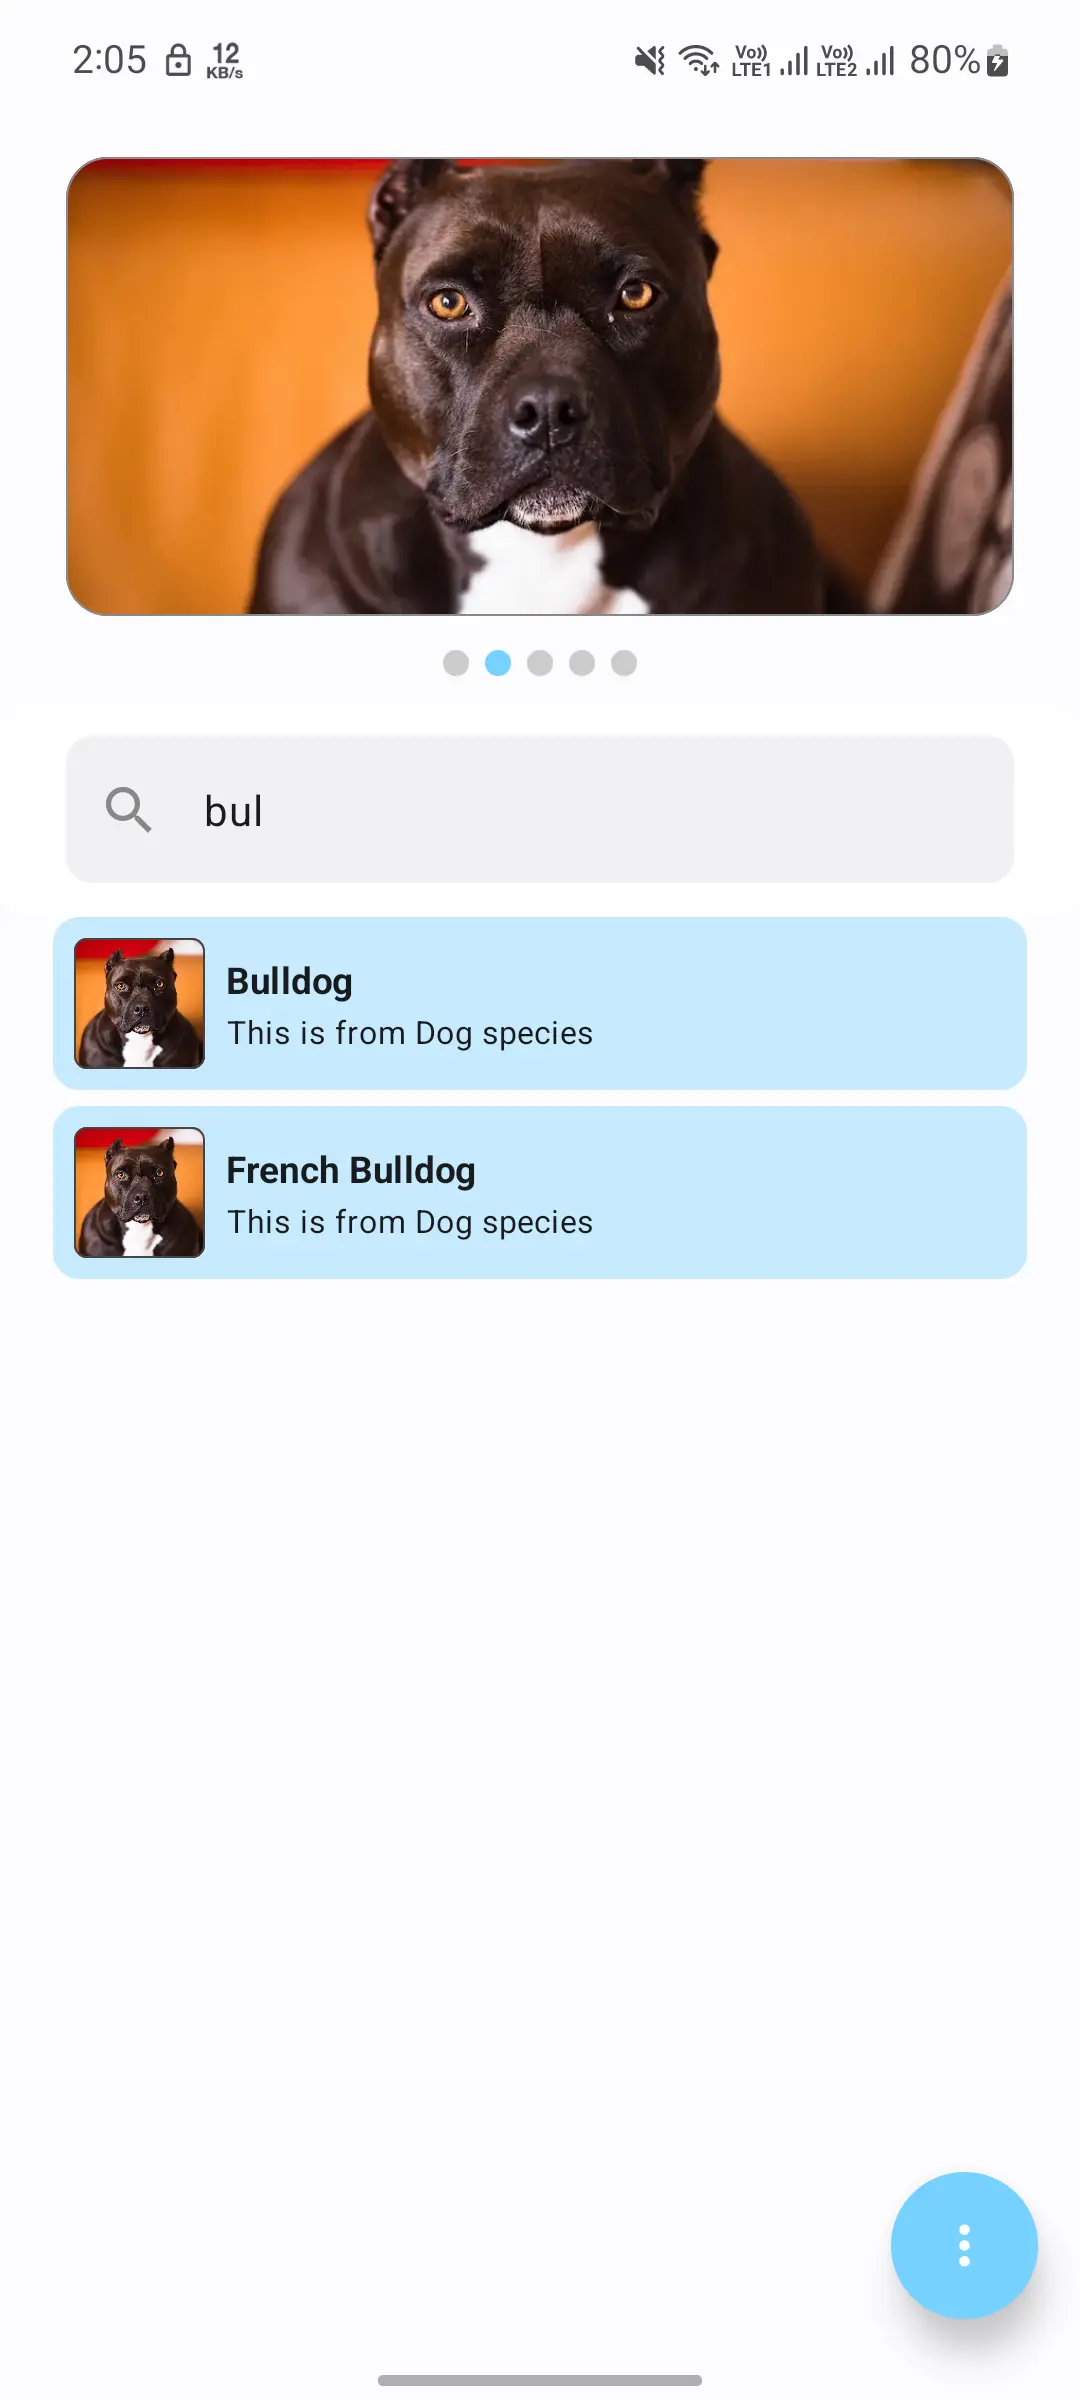 2:05 12 KB/s Vo)) LTE1 Vo)) LTE2 80%
bul
Bulldog
This is from Dog species
French Bulldog
This is from Dog species